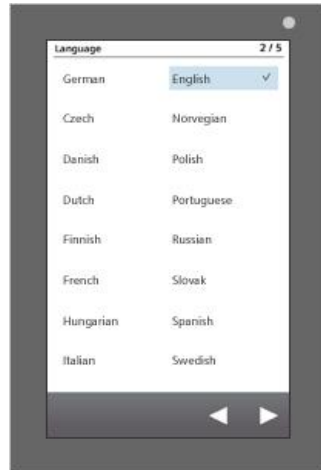 Language 2 / 5
German English
Czech Norvegian
Danish Polish
Dutch Portuguese
Finnish Russian
French Slovak
Hungarian Spanish
Italian Swedish